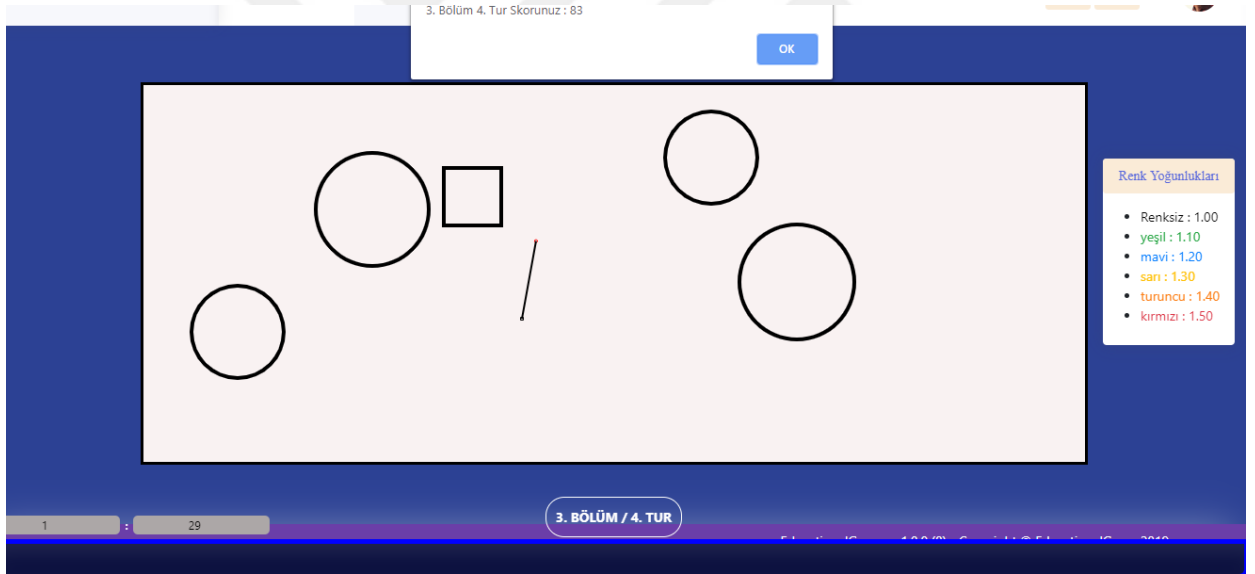 3. Bölüm 4. Tur Skorunuz : 83
OK
Renk Yoğunlukları
Renksiz : 1.00
yeşil : 1.10
mavi : 1.20
sarı : 1.30
turuncu : 1.40
kırmızı : 1.50
3. BÖLÜM / 4. TUR
1 : 29